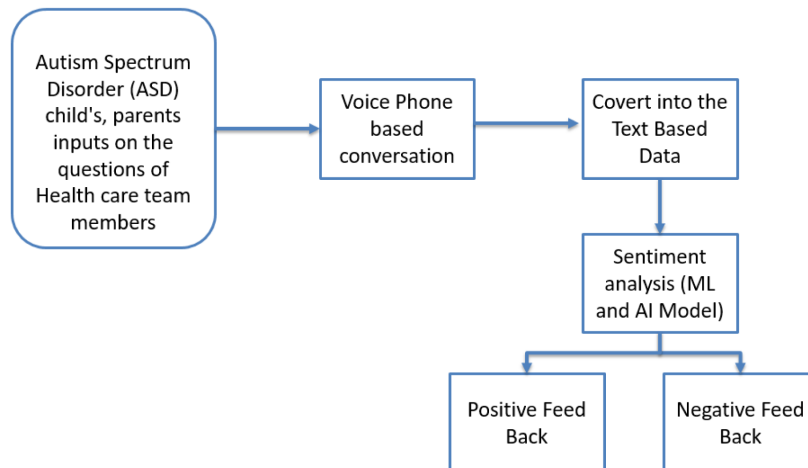 Autism Spectrum
Disorder (ASD)
child's, parents
inputs on the
questions of
Health care team
members
Voice Phone
based
conversation
Covert into the
Text Based
Data
Sentiment
analysis (ML
and AI Model)
Positive Feed
Back
Negative Feed
Back